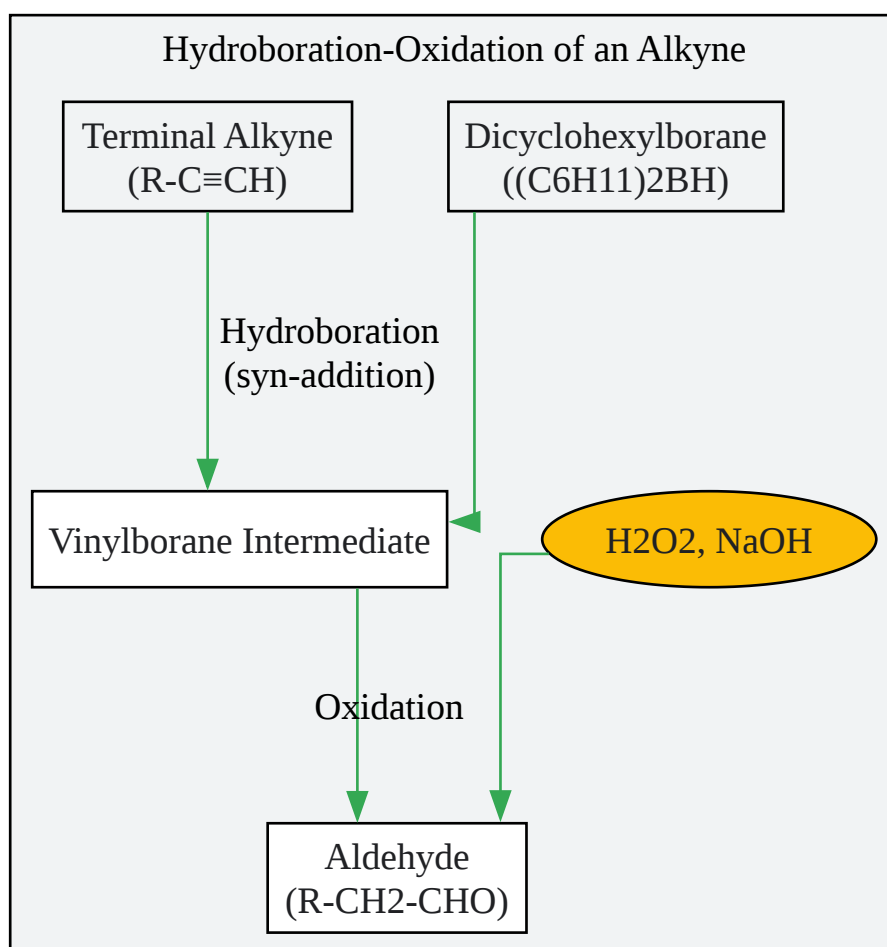 Hydroboration-Oxidation of an Alkyne
Terminal Alkyne
(R-C≡CH)
Dicyclohexylborane
((C6H11)2BH)
Hydroboration
(syn-addition)
Vinylborane Intermediate
H2O2, NaOH
Oxidation
Aldehyde
(R-CH2-CHO)